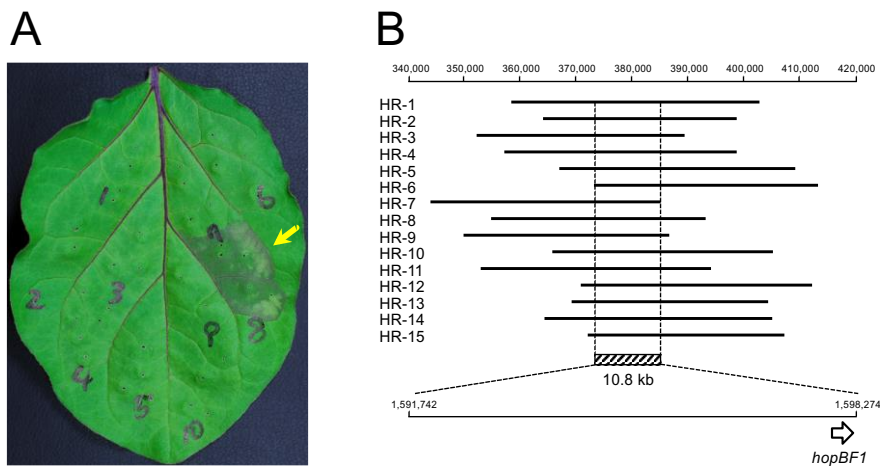 A
1
6
7
2
3
9
8
4
5
10
B
340,000 350,000 360,000 370,000 380,000 390,000 400,000 410,000 420,000
HR-1
HR-2
HR-3
HR-4
HR-5
HR-6
HR-7
HR-8
HR-9
HR-10
HR-11
HR-12
HR-13
HR-14
HR-15
10.8 kb
1,591,742 1,598,274
hopBF1